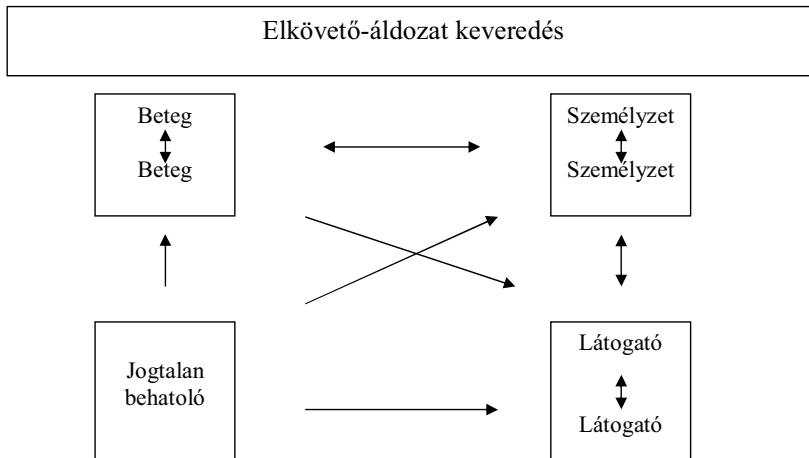 Elkövető-áldozat keveredés
Beteg
Beteg
Személyzet
Személyzet
Jogtalan
behatoló
Látogató
Látogató